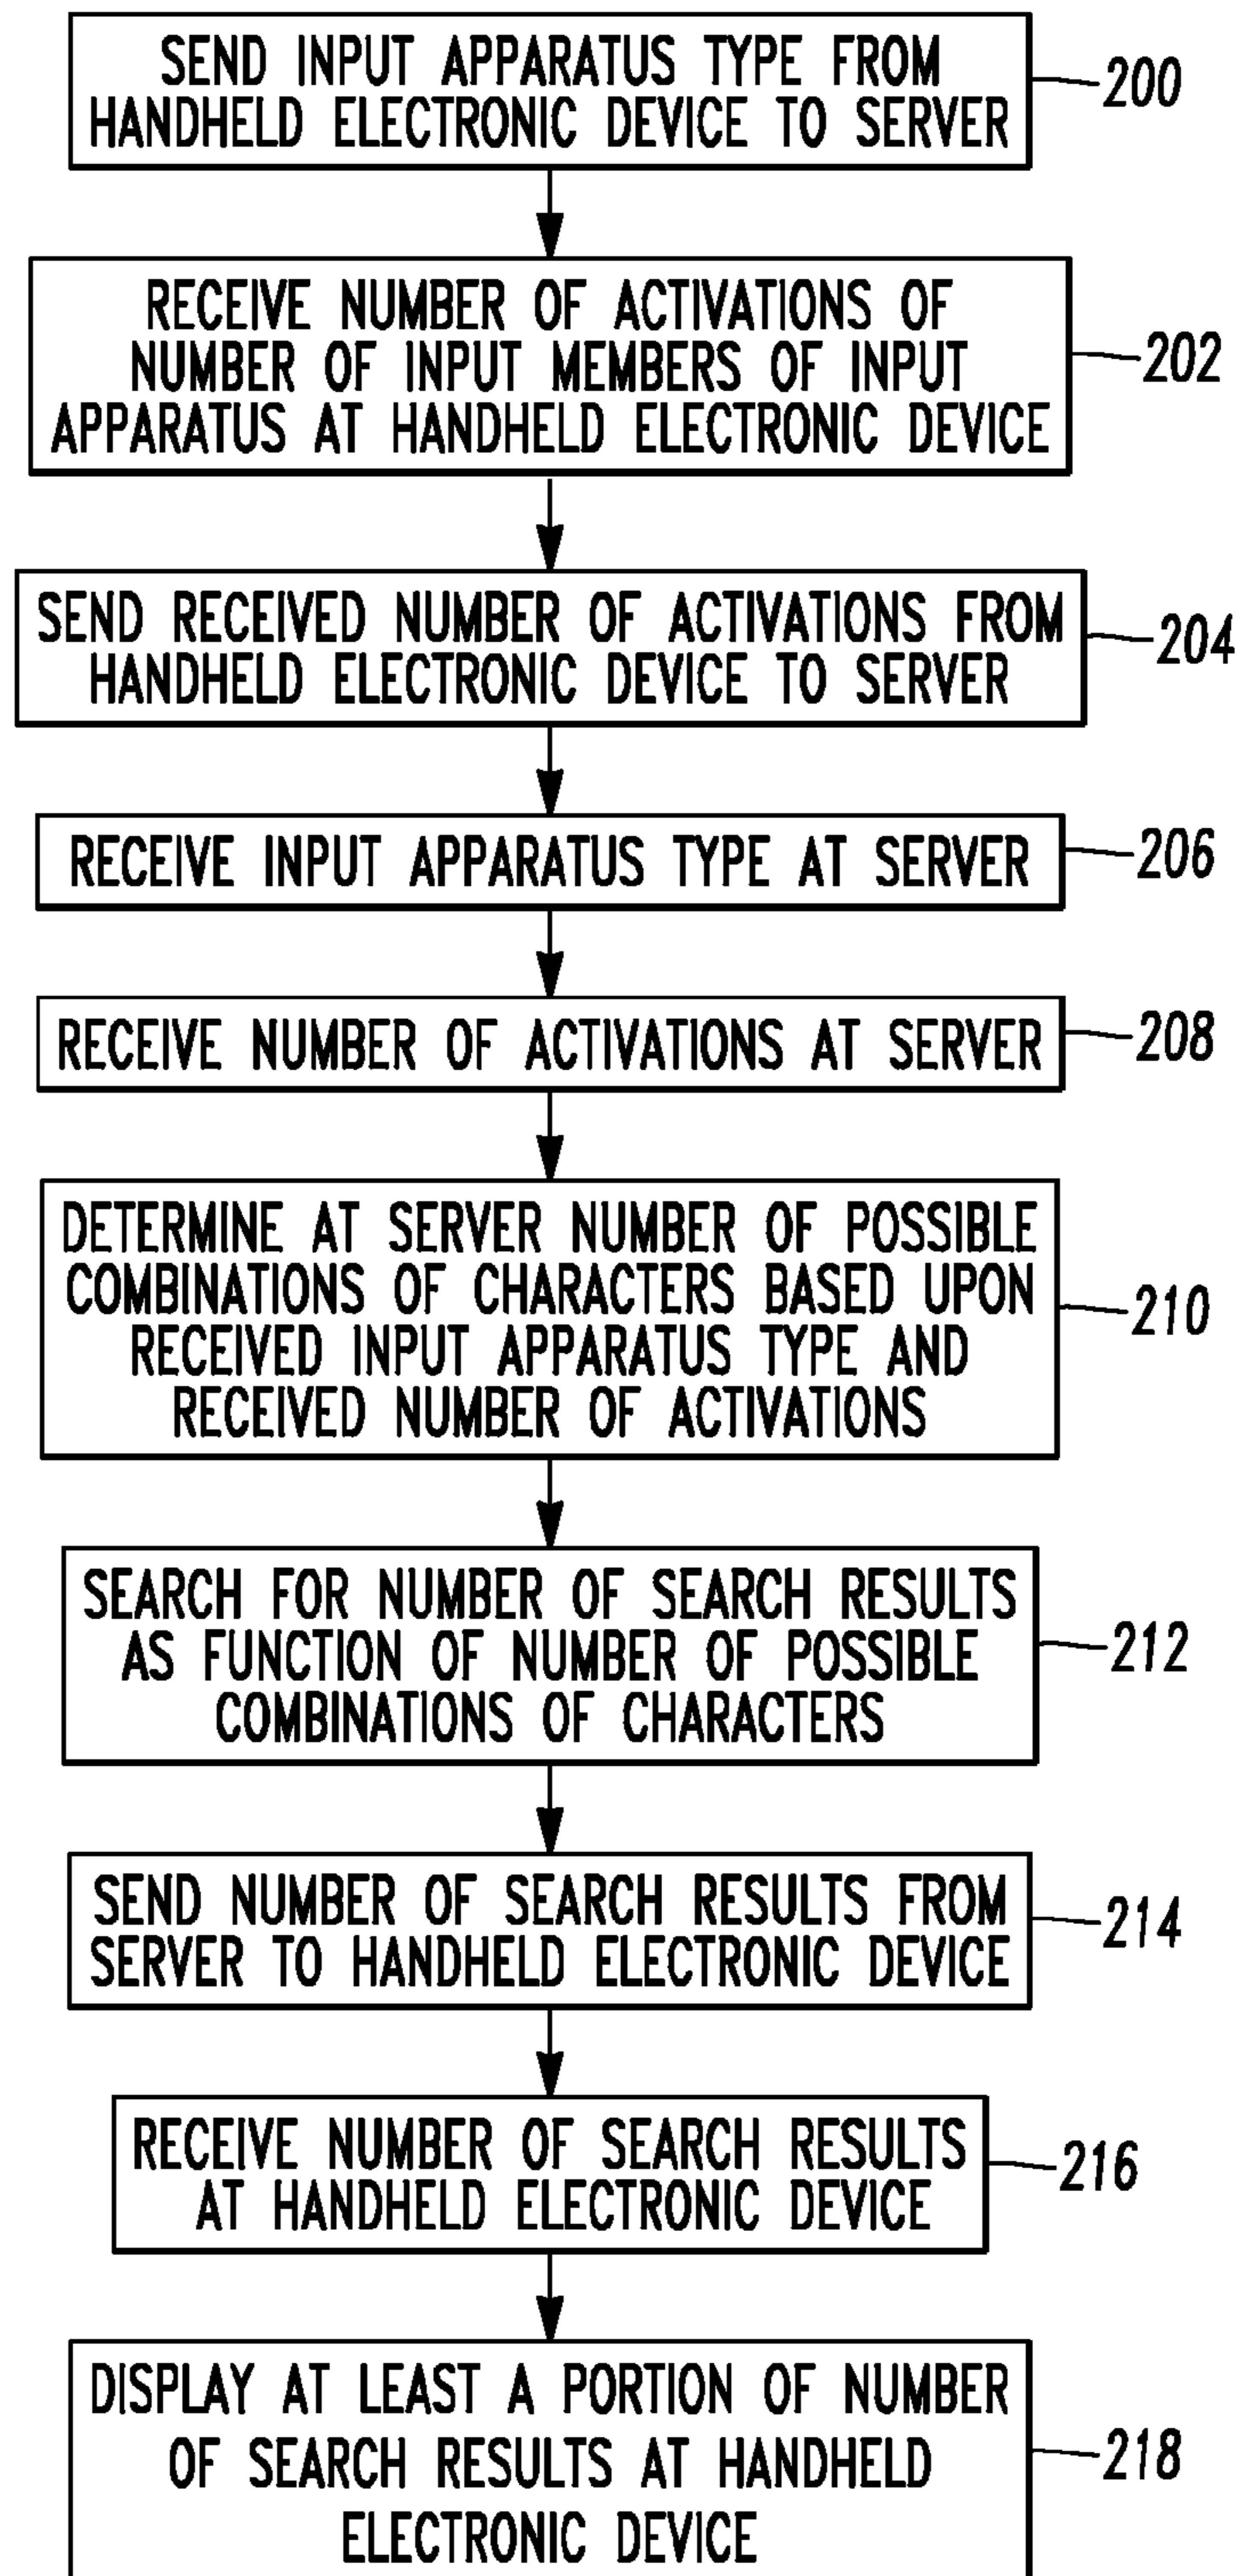 SEND INPUT APPARATUS TYPE FROM
HANDHELD ELECTRONIC DEVICE TO SERVER
200
RECEIVE NUMBER OF ACTIVATIONS OF
NUMBER OF INPUT MEMBERS OF INPUT
APPARATUS AT HANDHELD ELECTRONIC DEVICE
202
SEND RECEIVED NUMBER OF ACTIVATIONS FROM
HANDHELD ELECTRONIC DEVICE TO SERVER
204
RECEIVE INPUT APPARATUS TYPE AT SERVER
206
RECEIVE NUMBER OF ACTIVATIONS AT SERVER
208
DETERMINE AT SERVER NUMBER OF POSSIBLE
COMBINATIONS OF CHARACTERS BASED UPON
RECEIVED INPUT APPARATUS TYPE AND
RECEIVED NUMBER OF ACTIVATIONS
210
SEARCH FOR NUMBER OF SEARCH RESULTS
AS FUNCTION OF NUMBER OF POSSIBLE
COMBINATIONS OF CHARACTERS
212
SEND NUMBER OF SEARCH RESULTS FROM
SERVER TO HANDHELD ELECTRONIC DEVICE
214
RECEIVE NUMBER OF SEARCH RESULTS
AT HANDHELD ELECTRONIC DEVICE
216
DISPLAY AT LEAST A PORTION OF NUMBER
OF SEARCH RESULTS AT HANDHELD
ELECTRONIC DEVICE
218